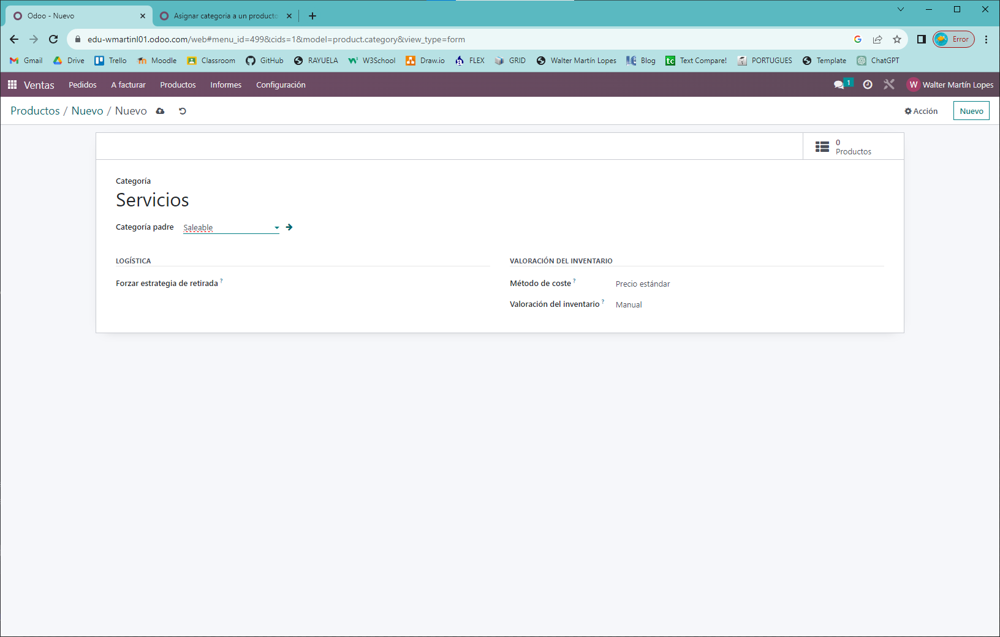 Odoo - Nuevo
Asignar categoria a un producto
edu-wmartinl01.odoo.com/web#menu_id=499&cids=1&model=product.category&view_type=form
Error
Gmail Drive Trello Moodle Classroom GitHub RAYUELA W3School Draw.io FLEX GRID Walter Martín Lopes Blog Text Compare! PORTUGUES Template ChatGPT
Ventas Pedidos A facturar Productos Informes Configuración 1 W Walter Martín Lopes
Productos / Nuevo / Nuevo Acción Nuevo
0
Productos
Categoría
Servicios
Categoría padre Saleable
LOGÍSTICA
Forzar estrategia de retirada ?
VALORACIÓN DEL INVENTARIO
Método de coste ? Precio estándar
Valoración del inventario ? Manual